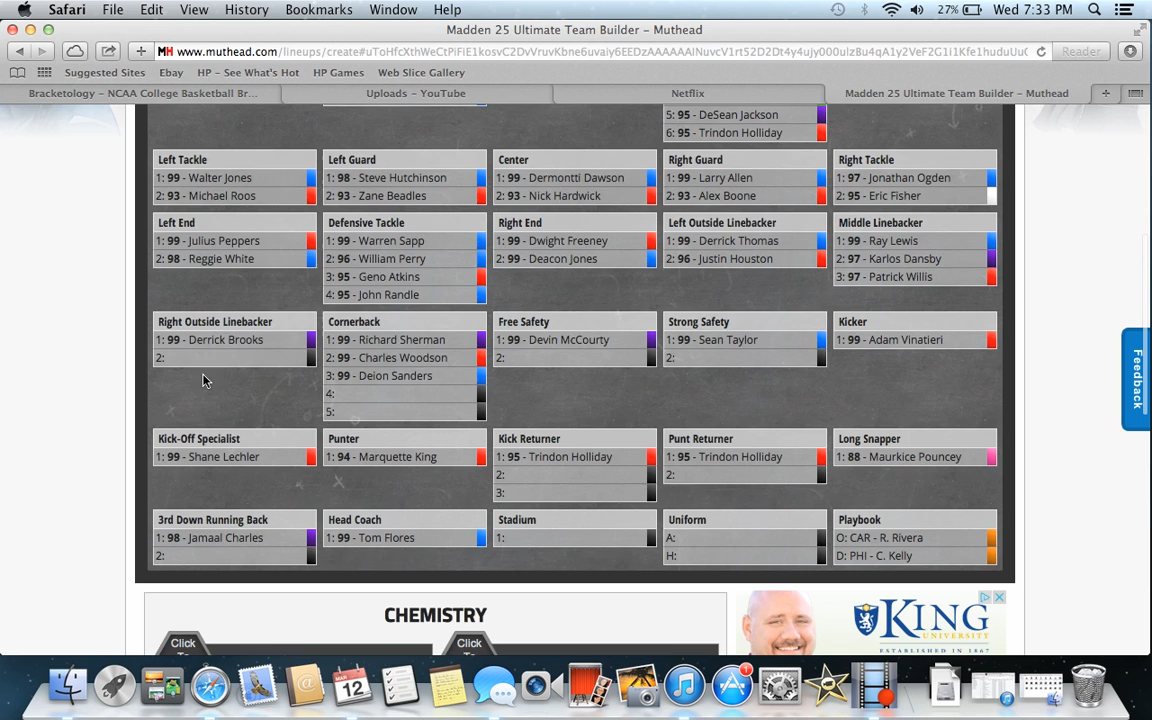 Safari File Edit View History Bookmarks Window Help 27% Wed 7:33 PM
Madden 25 Ultimate Team Builder – Muthead
MH www.muthead.com/lineups/create# Reader
Suggested Sites Ebay HP – See What's Hot HP Games Web Slice Gallery
Bracketology – NCAA College Basketball Br... Uploads – YouTube Netflix Madden 25 Ultimate Team Builder – Muthead
5: 95 - DeSean Jackson
6: 95 - Trindon Holliday
Left Tackle Left Guard Center Right Guard Right Tackle
1: 99 - Walter Jones 1: 98 - Steve Hutchinson 1: 99 - Dermontti Dawson 1: 99 - Larry Allen 1: 97 - Jonathan Ogden
2: 93 - Michael Roos 2: 93 - Zane Beadles 2: 93 - Nick Hardwick 2: 93 - Alex Boone 2: 95 - Eric Fisher
Left End Defensive Tackle Right End Left Outside Linebacker Middle Linebacker
1: 99 - Julius Peppers 1: 99 - Warren Sapp 1: 99 - Dwight Freeney 1: 99 - Derrick Thomas 1: 99 - Ray Lewis
2: 98 - Reggie White 2: 96 - William Perry 2: 99 - Deacon Jones 2: 96 - Justin Houston 2: 97 - Karlos Dansby
3: 95 - Geno Atkins 3: 97 - Patrick Willis
4: 95 - John Randle
Right Outside Linebacker Cornerback Free Safety Strong Safety Kicker
1: 99 - Derrick Brooks 1: 99 - Richard Sherman 1: 99 - Devin McCourty 1: 99 - Sean Taylor 1: 99 - Adam Vinatieri
2: 2: 99 - Charles Woodson 2: 2:
3: 99 - Deion Sanders
4:
5:
Feedback
Kick-Off Specialist Punter Kick Returner Punt Returner Long Snapper
1: 99 - Shane Lechler 1: 94 - Marquette King 1: 95 - Trindon Holliday 1: 95 - Trindon Holliday 1: 88 - Maurkice Pouncey
2: 2:
3:
3rd Down Running Back Head Coach Stadium Uniform Playbook
1: 98 - Jamaal Charles 1: 99 - Tom Flores 1: A: O: CAR - R. Rivera
2: H: D: PHI - C. Kelly
CHEMISTRY
Click Click
KING
UNIVERSITY
ESTABLISHED IN 1867
MAR
12
1